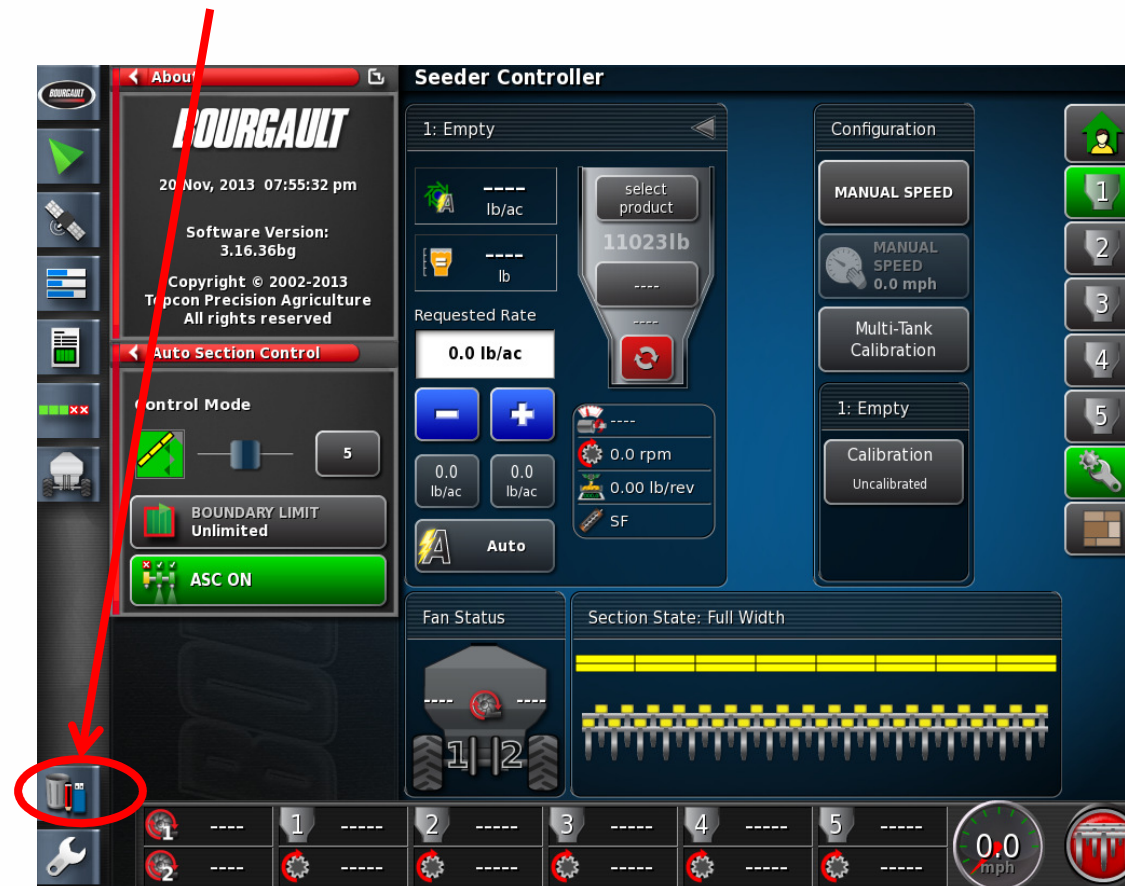 BOURGAULT
About
BOURGAULT
20 Nov, 2013 07:55:32 pm
Software Version:
3.16.36bg
Copyright © 2002-2013
Topcon Precision Agriculture
All rights reserved
Auto Section Control
Control Mode
5
BOUNDARY LIMIT
Unlimited
ASC ON
Seeder Controller
1: Empty
----
lb/ac
----
lb
Requested Rate
0.0 lb/ac
0.0
lb/ac
0.0
lb/ac
A
Auto
select
product
11023lb
----
----
----
0.0 rpm
0.00 lb/rev
SF
Configuration
MANUAL SPEED
MANUAL
SPEED
0.0 mph
Multi-Tank
Calibration
1: Empty
Calibration
Uncalibrated
1
2
3
4
5
Fan Status
---- ----
1 2
Section State: Full Width
1 ---- 1 ----- 2 ----- 3 ----- 4 ----- 5 -----
2 ---- ----- ----- ----- ----- -----
0.0
mph